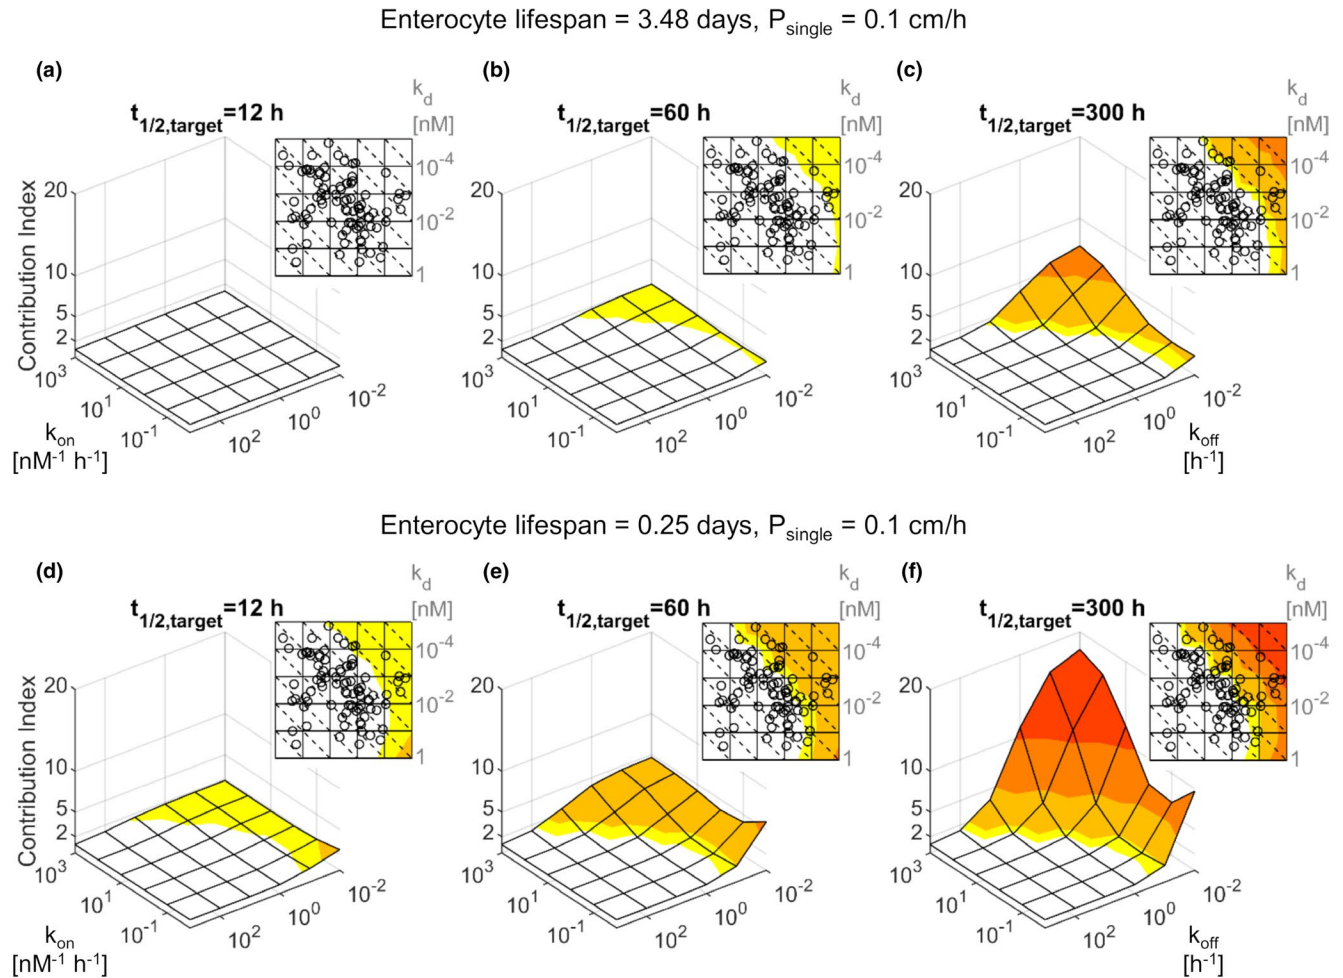 Enterocyte lifespan = 3.48 days, P_single = 0.1 cm/h
(a)
t_1/2,target=12 h
k_d
[nM]
10^-4
10^-2
1
20
10
5
2
Contribution Index
10^3
10^1
10^-1
k_on
[nM^-1 h^-1]
10^2
10^0
10^-2
(b)
t_1/2,target=60 h
k_d
[nM]
10^-4
10^-2
1
20
10
5
2
10^3
10^1
10^-1
10^2
10^0
10^-2
(c)
t_1/2,target=300 h
k_d
[nM]
10^-4
10^-2
1
20
10
5
2
10^3
10^1
10^-1
10^2
10^0
10^-2
k_off
[h^-1]
Enterocyte lifespan = 0.25 days, P_single = 0.1 cm/h
(d)
t_1/2,target=12 h
k_d
[nM]
10^-4
10^-2
1
20
10
5
2
Contribution Index
10^3
10^1
10^-1
k_on
[nM^-1 h^-1]
10^2
10^0
10^-2
(e)
t_1/2,target=60 h
k_d
[nM]
10^-4
10^-2
1
20
10
5
2
10^3
10^1
10^-1
10^2
10^0
10^-2
(f)
t_1/2,target=300 h
k_d
[nM]
10^-4
10^-2
1
20
10
5
2
10^3
10^1
10^-1
10^2
10^0
10^-2
k_off
[h^-1]